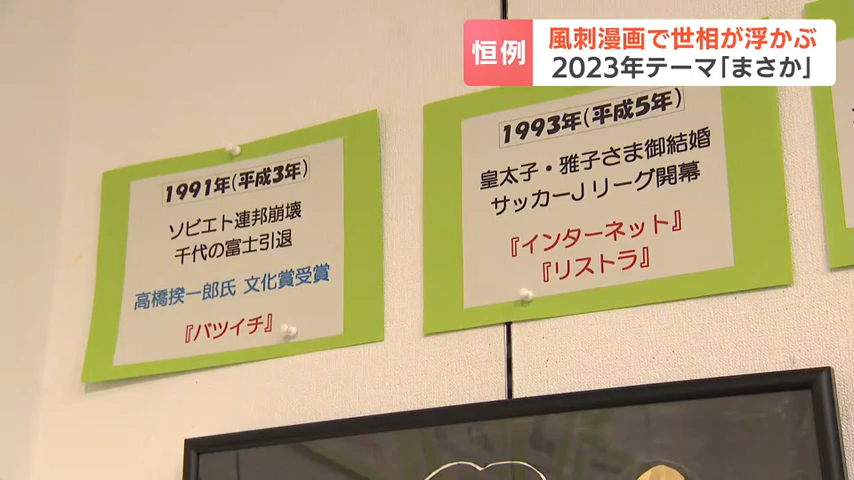 恒例
風刺漫画で世相が浮かぶ
2023年テーマ「まさか」
1991年(平成3年)
ソビエト連邦崩壊
千代の富士引退
高橋揆一郎氏 文化賞受賞
『バツイチ』
1993年(平成5年)
皇太子・雅子さま御結婚
サッカーJリーグ開幕
『インターネット』
『リストラ』